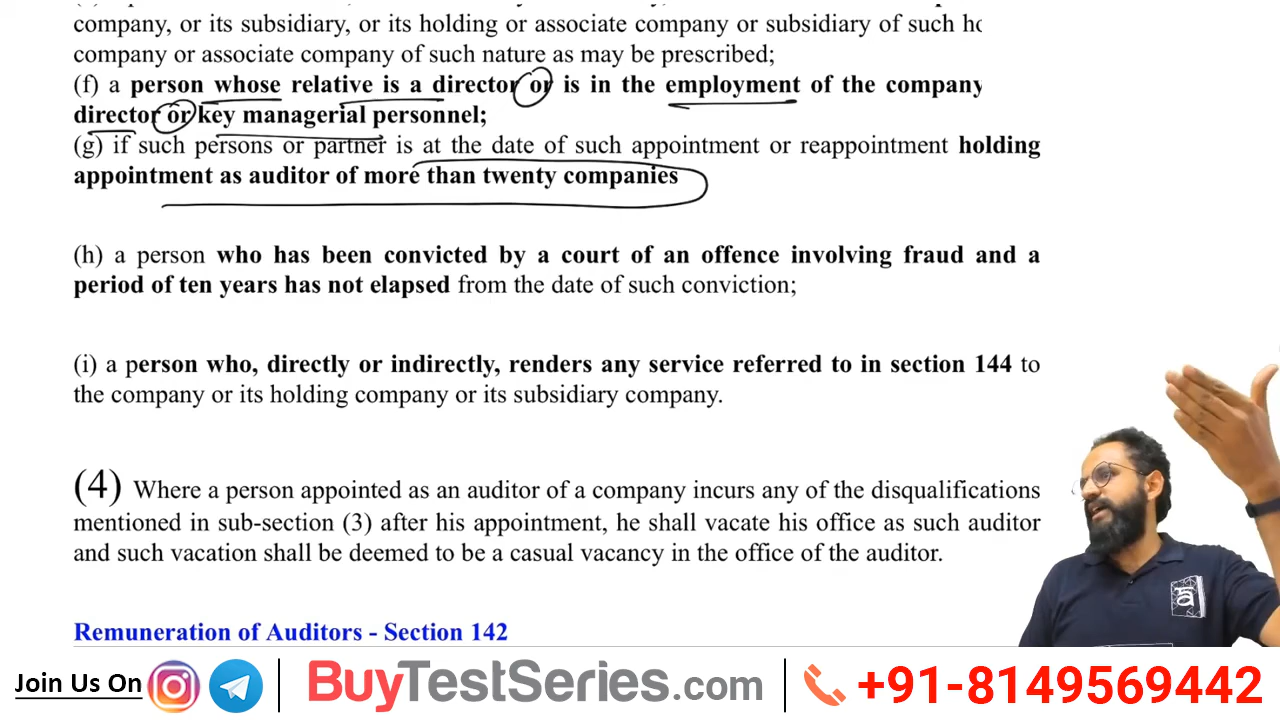 company, or its subsidiary, or its holding or associate company or subsidiary of such
company or associate company of such nature as may be prescribed;
(f) a person whose relative is a director or is in the employment of the company
director or key managerial personnel;
(g) if such persons or partner is at the date of such appointment or reappointment holding
appointment as auditor of more than twenty companies
(h) a person who has been convicted by a court of an offence involving fraud and a
period of ten years has not elapsed from the date of such conviction;
(i) a person who, directly or indirectly, renders any service referred to in section 144 to
the company or its holding company or its subsidiary company.
(4) Where a person appointed as an auditor of a company incurs any of the disqualifications
mentioned in sub-section (3) after his appointment, he shall vacate his office as such auditor
and such vacation shall be deemed to be a casual vacancy in the office of the auditor.
Remuneration of Auditors - Section 142
Join Us On BuyTestSeries.com +91-8149569442